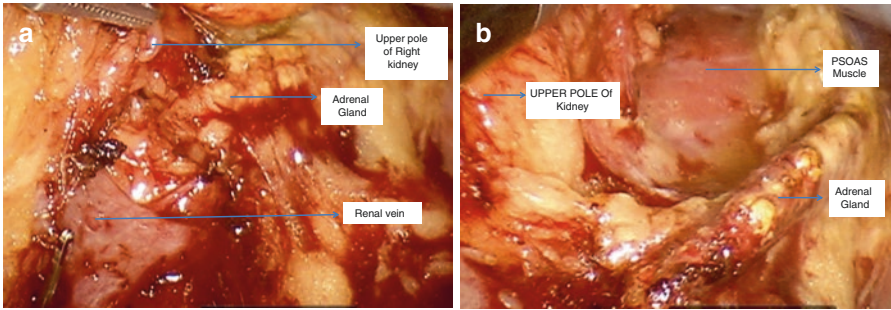 a
Upper pole
of Right
kidney
Adrenal
Gland
Renal vein
b
PSOAS
Muscle
UPPER POLE Of
Kidney
Adrenal
Gland